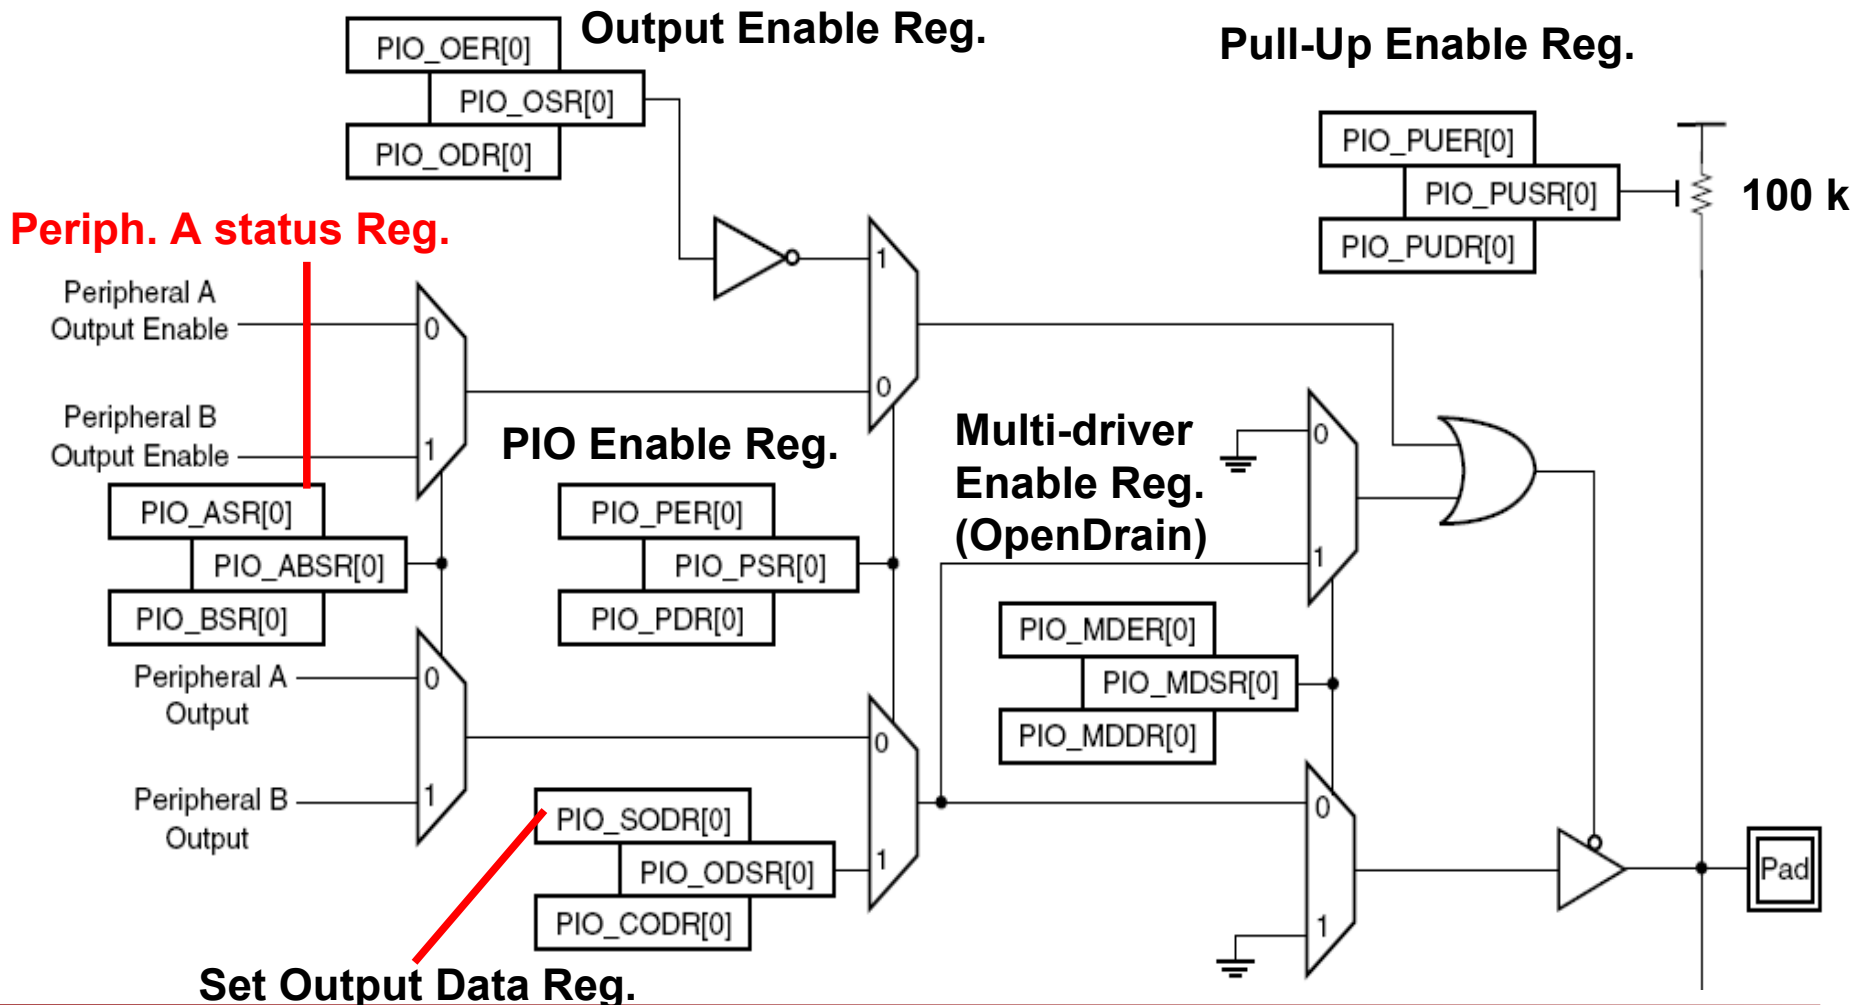 Output Enable Reg.
Pull-Up Enable Reg.
PIO_OER[0]
PIO_OSR[0]
PIO_ODR[0]
PIO_PUER[0]
PIO_PUSR[0]
PIO_PUDR[0]
100 k
Periph. A status Reg.
Peripheral A
Output Enable
Peripheral B
Output Enable
0
1
1
0
PIO Enable Reg.
Multi-driver
Enable Reg.
(OpenDrain)
0
1
PIO_ASR[0]
PIO_ABSR[0]
PIO_BSR[0]
PIO_PER[0]
PIO_PSR[0]
PIO_PDR[0]
PIO_MDER[0]
PIO_MDSR[0]
PIO_MDDR[0]
Peripheral A
Output
Peripheral B
Output
0
1
0
1
PIO_SODR[0]
PIO_ODSR[0]
PIO_CODR[0]
0
1
Pad
Set Output Data Reg.